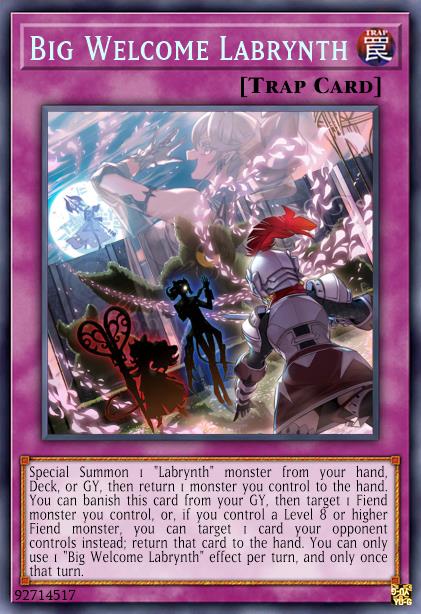 BIG WELCOME LABRYNTH
TRAP
罠
[TRAP CARD]
Special Summon 1 "Labrynth" monster from your hand,
Deck, or GY, then return 1 monster you control to the hand.
You can banish this card from your GY, then target 1 Fiend
monster you control, or, if you control a Level 8 or higher
Fiend monster, you can target 1 card your opponent
controls instead; return that card to the hand. You can only
use 1 "Big Welcome Labrynth" effect per turn, and only once
that turn.
92714517